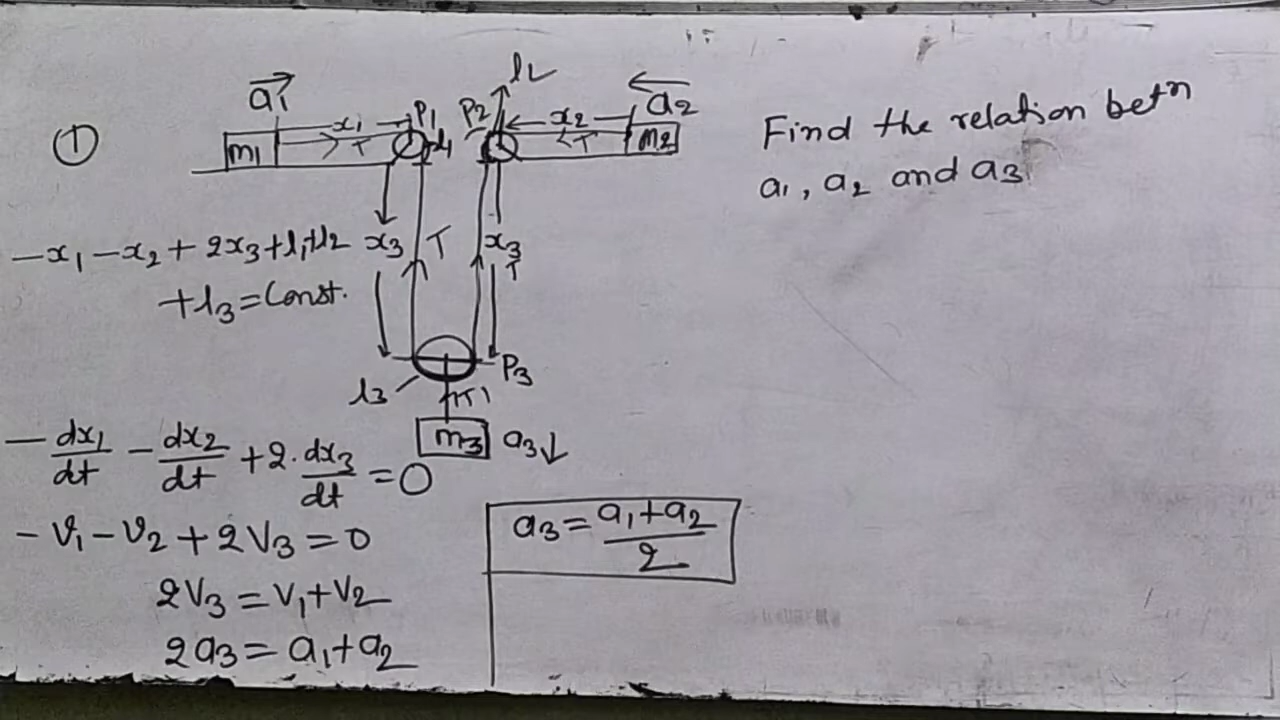 ①
a₁→
a₂←
l₂
P₁
P₂
x₁
x₂
m₁
T
l₁
T
m₂
Find the relation betⁿ
a₁, a₂ and a₃
-x₁-x₂+2x₃+l₁+l₂
+l₃=Const.
x₃
T
x₃
T
l₃
P₃
T'
m₃
a₃↓
-dx₁/dt - dx₂/dt + 2.dx₃/dt = 0
-v₁-v₂+2v₃=0
2v₃=v₁+v₂
2a₃=a₁+a₂
a₃=(a₁+a₂)/2